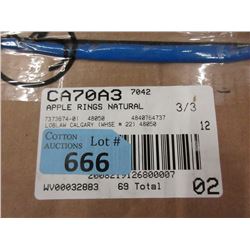 CA70A3 7042
APPLE RINGS NATURAL 3/3
7373674-01 48050 4840764737
LOBLAW CALGARY (WHSE # 22) 48050 12
COTTON AUCTIONS Lot #
666
2008219126800007
WV00032883 69 Total 02